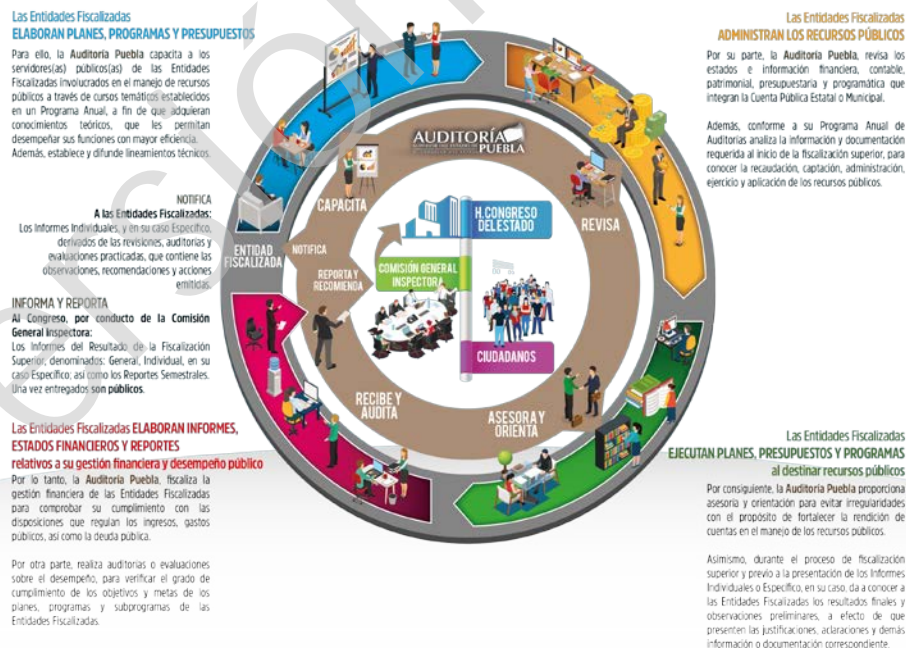 Las Entidades Fiscalizadas
ELABORAN PLANES, PROGRAMAS Y PRESUPUESTOS
Para ello, la Auditoría Puebla capacita a los
servidores(as) públicos(as) de las Entidades
Fiscalizadas involucrados en el manejo de recursos
públicos a través de cursos temáticos establecidos
en un Programa Anual, a fin de que adquieran
conocimientos teóricos, que les permitan
desempeñar sus funciones con mayor eficiencia.
Además, establece y difunde lineamientos técnicos.
NOTIFICA
A las Entidades Fiscalizadas:
Los Informes Individuales, y en su caso Específico,
derivados de las revisiones, auditorías y
evaluaciones practicadas, que contiene las
observaciones, recomendaciones y acciones
emitidas.
INFORMA Y REPORTA
Al Congreso, por conducto de la Comisión
General Inspectora:
Los Informes del Resultado de la Fiscalización
Superior, denominados: General, Individual, en su
caso Específico; así como los Reportes Semestrales.
Una vez entregados son públicos.
Las Entidades Fiscalizadas ELABORAN INFORMES,
ESTADOS FINANCIEROS Y REPORTES
relativos a su gestión financiera y desempeño público
Por lo tanto, la Auditoría Puebla, fiscaliza la
gestión financiera de las Entidades Fiscalizadas
para comprobar su cumplimiento con las
disposiciones que regulan los ingresos, gastos
públicos, así como la deuda pública.
Por otra parte, realiza auditorías o evaluaciones
sobre el desempeño, para verificar el grado de
cumplimiento de los objetivos y metas de los
planes, programas y subprogramas de las
Entidades Fiscalizadas.
AUDITORÍA
PUEBLA
CAPACITA
REVISA
H. CONGRESO
DEL ESTADO
ENTIDAD
FISCALIZADA
NOTIFICA
REPORTA Y
RECOMIENDA
COMISIÓN GENERAL
INSPECTORA
CIUDADANOS
RECIBE Y
AUDITA
ASESORA Y
ORIENTA
Las Entidades Fiscalizadas
ADMINISTRAN LOS RECURSOS PÚBLICOS
Por su parte, la Auditoría Puebla, revisa los
estados e información financiera, contable,
patrimonial, presupuestaria y programática que
integran la Cuenta Pública Estatal o Municipal.
Además, conforme a su Programa Anual de
Auditorías analiza la información y documentación
requerida al inicio de la fiscalización superior, para
conocer la recaudación, captación, administración,
ejercicio y aplicación de los recursos públicos.
Las Entidades Fiscalizadas
EJECUTAN PLANES, PRESUPUESTOS Y PROGRAMAS
al destinar recursos públicos
Por consiguiente, la Auditoría Puebla proporciona
asesoría y orientación para evitar irregularidades
con el propósito de fortalecer la rendición de
cuentas en el manejo de los recursos públicos.
Asimismo, durante el proceso de fiscalización
superior y previo a la presentación de los Informes
Individuales o Específico, en su caso, da a conocer a
las Entidades Fiscalizadas los resultados finales y
observaciones preliminares, a efecto de que
presenten las justificaciones, aclaraciones y demás
información o documentación correspondiente.